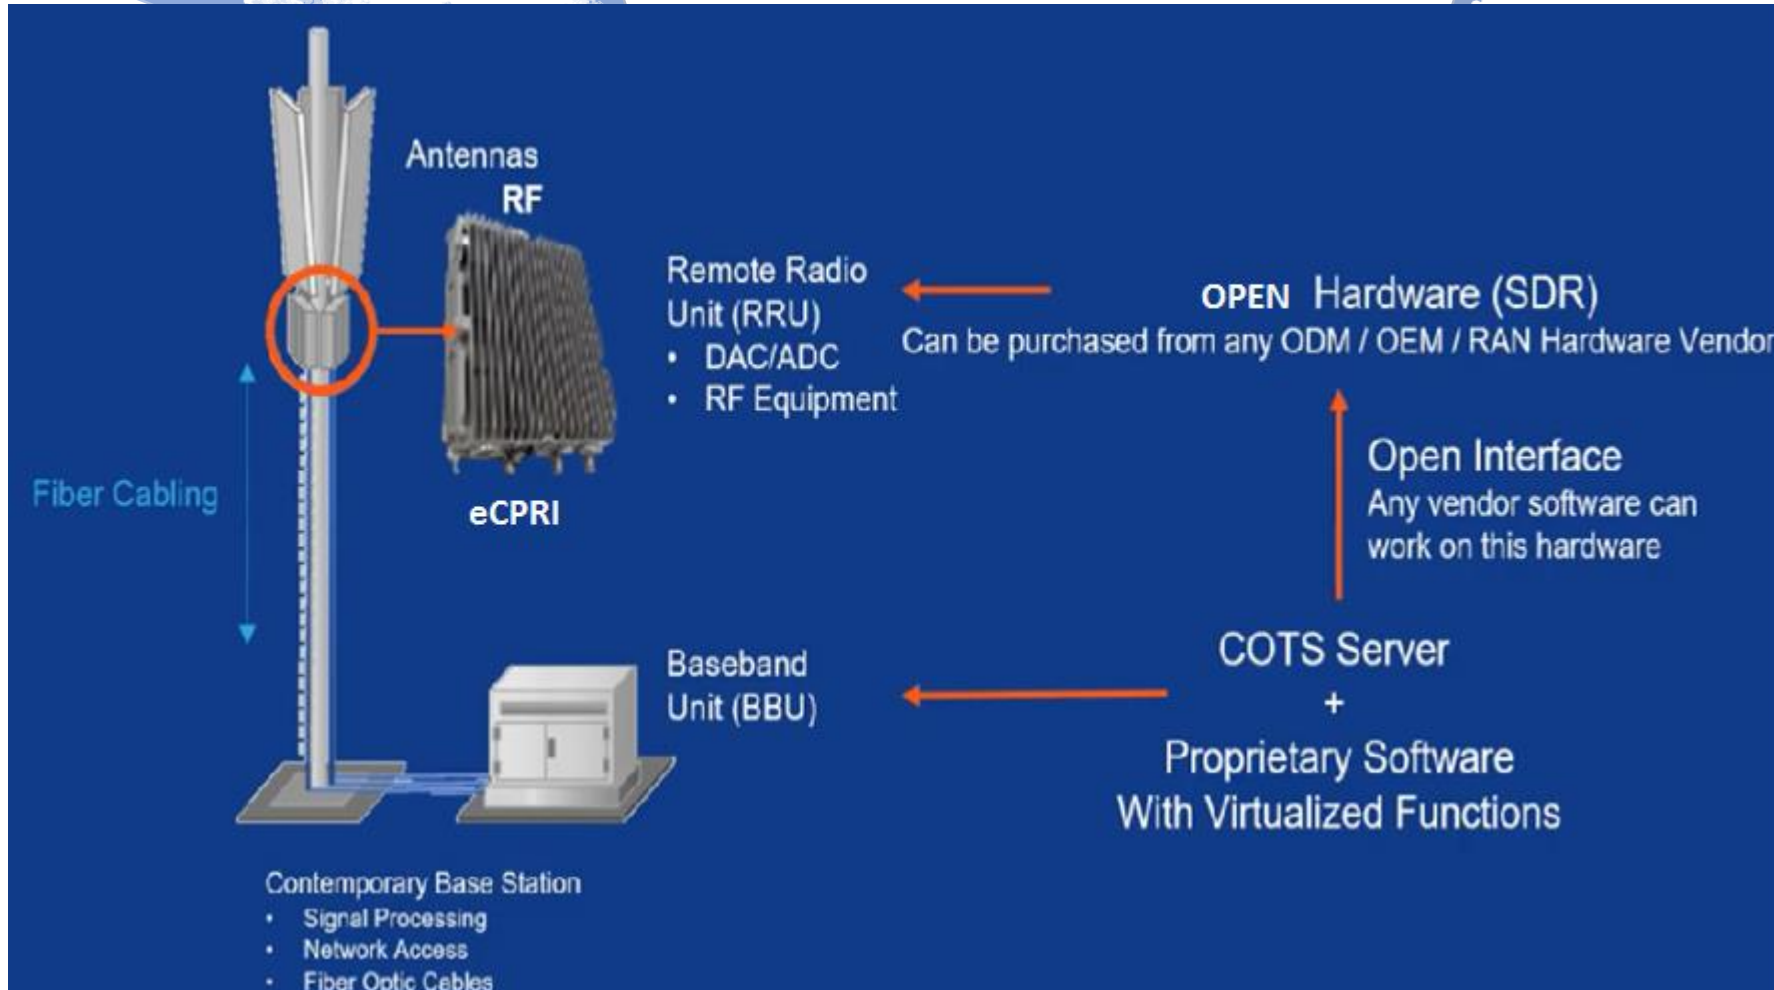 Antennas
RF
Remote Radio
Unit (RRU)
• DAC/ADC
• RF Equipment
OPEN Hardware (SDR)
Can be purchased from any ODM / OEM / RAN Hardware Vendor
Open Interface
Any vendor software can
work on this hardware
Fiber Cabling
eCPRI
Baseband
Unit (BBU)
COTS Server
+
Proprietary Software
With Virtualized Functions
Contemporary Base Station
• Signal Processing
• Network Access
• Fiber Optic Cables